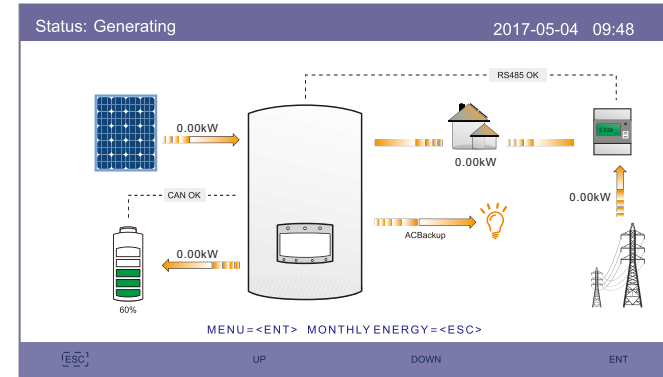 Status: Generating
2017-05-04 09:48
RS485 OK
0.00kW
0.00kW
CAN OK
0.00kW
0.00kW
ACBackup
60%
MENU=<ENT> MONTHLY ENERGY=<ESC>
ESC UP DOWN ENT